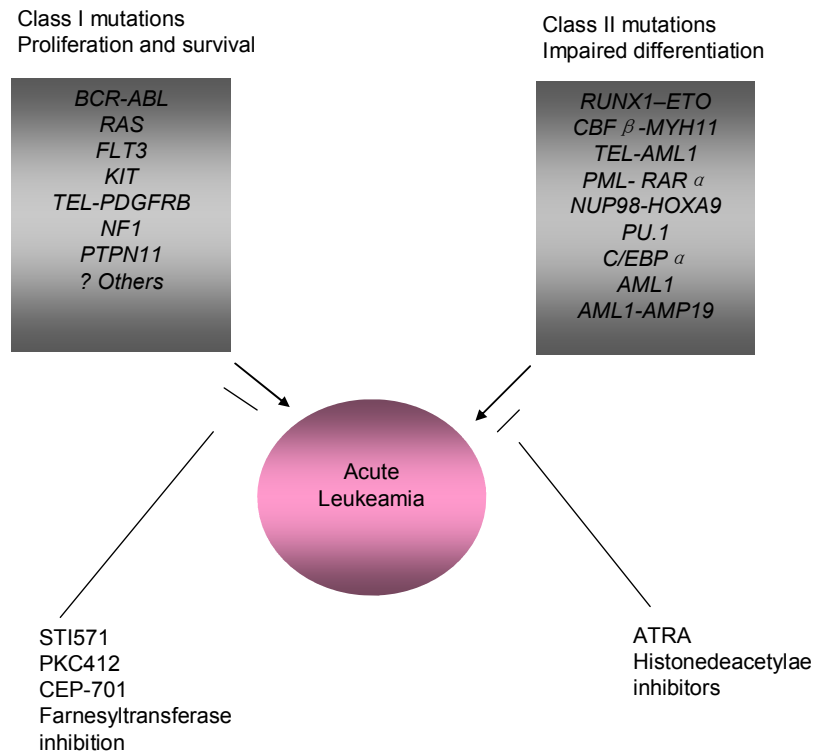 Class I mutations
Proliferation and survival
BCR-ABL
RAS
FLT3
KIT
TEL-PDGFRB
NF1
PTPN11
? Others
Class II mutations
Impaired differentiation
RUNX1–ETO
CBF β-MYH11
TEL-AML1
PML- RAR α
NUP98-HOXA9
PU.1
C/EBP α
AML1
AML1-AMP19
Acute
Leukeamia
STI571
PKC412
CEP-701
Farnesyltransferase
inhibition
ATRA
Histonedeacetylae
inhibitors